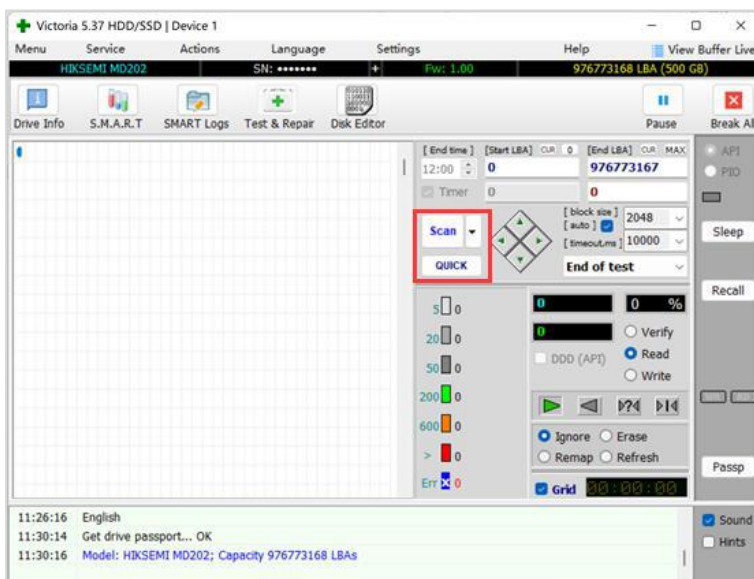 Victoria 5.37 HDD/SSD | Device 1
Menu Service Actions Language Settings Help View Buffer Live
HIKSEMI MD202 SN: ••••••• + Fw: 1.00 976773168 LBA (500 GB)
Drive Info S.M.A.R.T SMART Logs Test & Repair Disk Editor Pause Break Al
[ End time ] [Start LBA] CUR 0 [End LBA] CUR MAX
12:00 0 976773167
Timer 0 0
API
PIO
Scan
QUICK
[ block size ] 2048
[ auto ]
[ timeout,ms ] 10000
End of test
Sleep
Recall
5 0
20 0
50 0
200 0
600 0
> 0
Err x 0
0 0 %
0
Verify
DDD (API) Read
Write
Ignore Erase
Remap Refresh
Grid 00:00:00
Passp
11:26:16 English
11:30:14 Get drive passport... OK
11:30:16 Model: HIKSEMI MD202; Capacity 976773168 LBAs
Sound
Hints